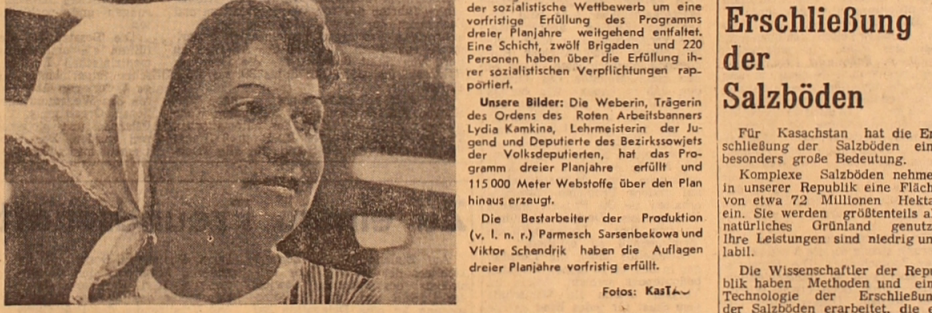 der sozialistische Wettbewerb um eine
vorfristige Erfüllung des Programms
dreier Planjahre weitgehend entfaltet.
Eine Schicht, zwölf Brigaden und 220
Personen haben über die Erfüllung ih-
rer sozialistischen Verpflichtungen rap-
portiert.
Unsere Bilder: Die Weberin, Trägerin
des Ordens des Roten Arbeitsbanners
Lydia Kamkina, Lehrmeisterin der Ju-
gend und Deputierte des Bezirkssowjets
der Volksdeputierten, hat das Pro-
gramm dreier Planjahre erfüllt und
115 000 Meter Webstoffe über den Plan
hinaus erzeugt.
Die Bestarbeiter der Produktion
(v. l. n. r.) Parmesch Sarsenbekowa und
Viktor Schendrik haben die Auflagen
dreier Planjahre vorfristig erfüllt.
Fotos:
Erschließung
der
Salzböden
Für Kasachstan hat die Er
schließung der Salzböden ein
besonders große Bedeutung.
Komplexe Salzböden nehme
in unserer Republik eine Fläch
von etwa 72 Millionen Hekta
ein. Sie werden größtenteils al
natürliches Grünland genutz
Ihre Leistungen sind niedrig un
labil.
Die Wissenschaftler der Repu
blik haben Methoden und ein
Technologie der Erschließun
der Salzböden erarbeitet, die